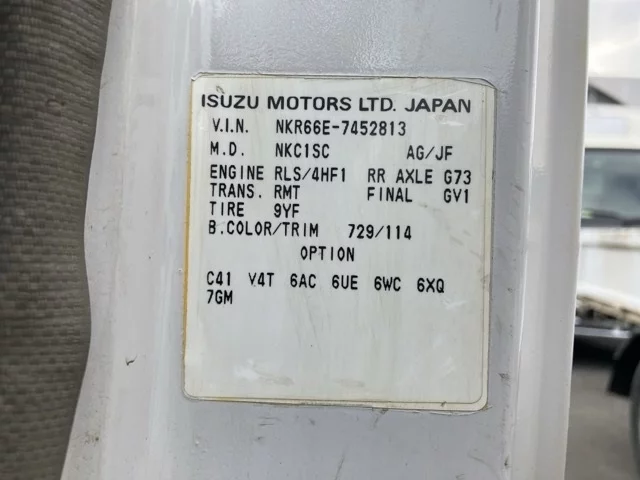 ISUZU MOTORS LTD. JAPAN
V.I.N. NKR66E-7452813
M.D. NKC1SC AG/JF
ENGINE RLS/4HF1 RR AXLE G73
TRANS. RMT FINAL GV1
TIRE 9YF
B.COLOR/TRIM 729/114
OPTION
C41 V4T 6AC 6UE 6WC 6XQ
7GM